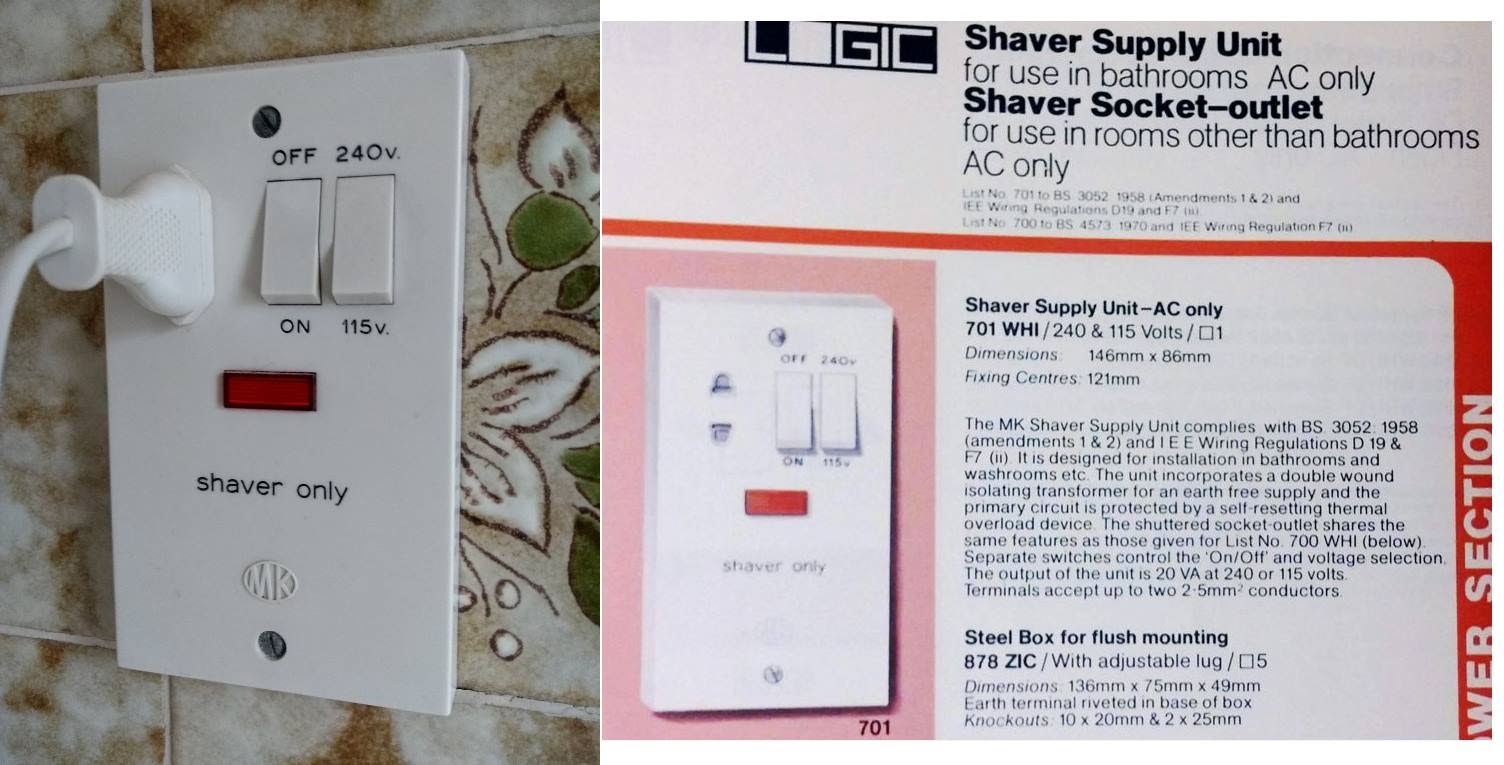 OFF 240v.
ON 115v.
shaver only
MK
L GIC
Shaver Supply Unit
for use in bathrooms AC only
Shaver Socket-outlet
for use in rooms other than bathrooms
AC only
List No. 701 to BS. 3052: 1958 (Amendments 1 & 2) and
IEE Wiring Regulations D19 and F7 (ii)
List No. 700 to BS 4573: 1970 and IEE Wiring Regulation F7 (ii)
OFF 240v
ON 115v
shaver only
701
Shaver Supply Unit–AC only
701 WHI / 240 & 115 Volts / □1
Dimensions: 146mm x 86mm
Fixing Centres: 121mm
The MK Shaver Supply Unit complies with BS. 3052: 1958
(amendments 1 & 2) and I E E Wiring Regulations D 19 &
F7 (ii). It is designed for installation in bathrooms and
washrooms etc. The unit incorporates a double wound
isolating transformer for an earth free supply and the
primary circuit is protected by a self-resetting thermal
overload device. The shuttered socket-outlet shares the
same features as those given for List No. 700 WHI (below).
Separate switches control the 'On/Off' and voltage selection.
The output of the unit is 20 VA at 240 or 115 volts.
Terminals accept up to two 2·5mm² conductors.
Steel Box for flush mounting
878 ZIC / With adjustable lug / □5
Dimensions: 136mm x 75mm x 49mm
Earth terminal riveted in base of box
Knockouts: 10 x 20mm & 2 x 25mm
OWER SECTION